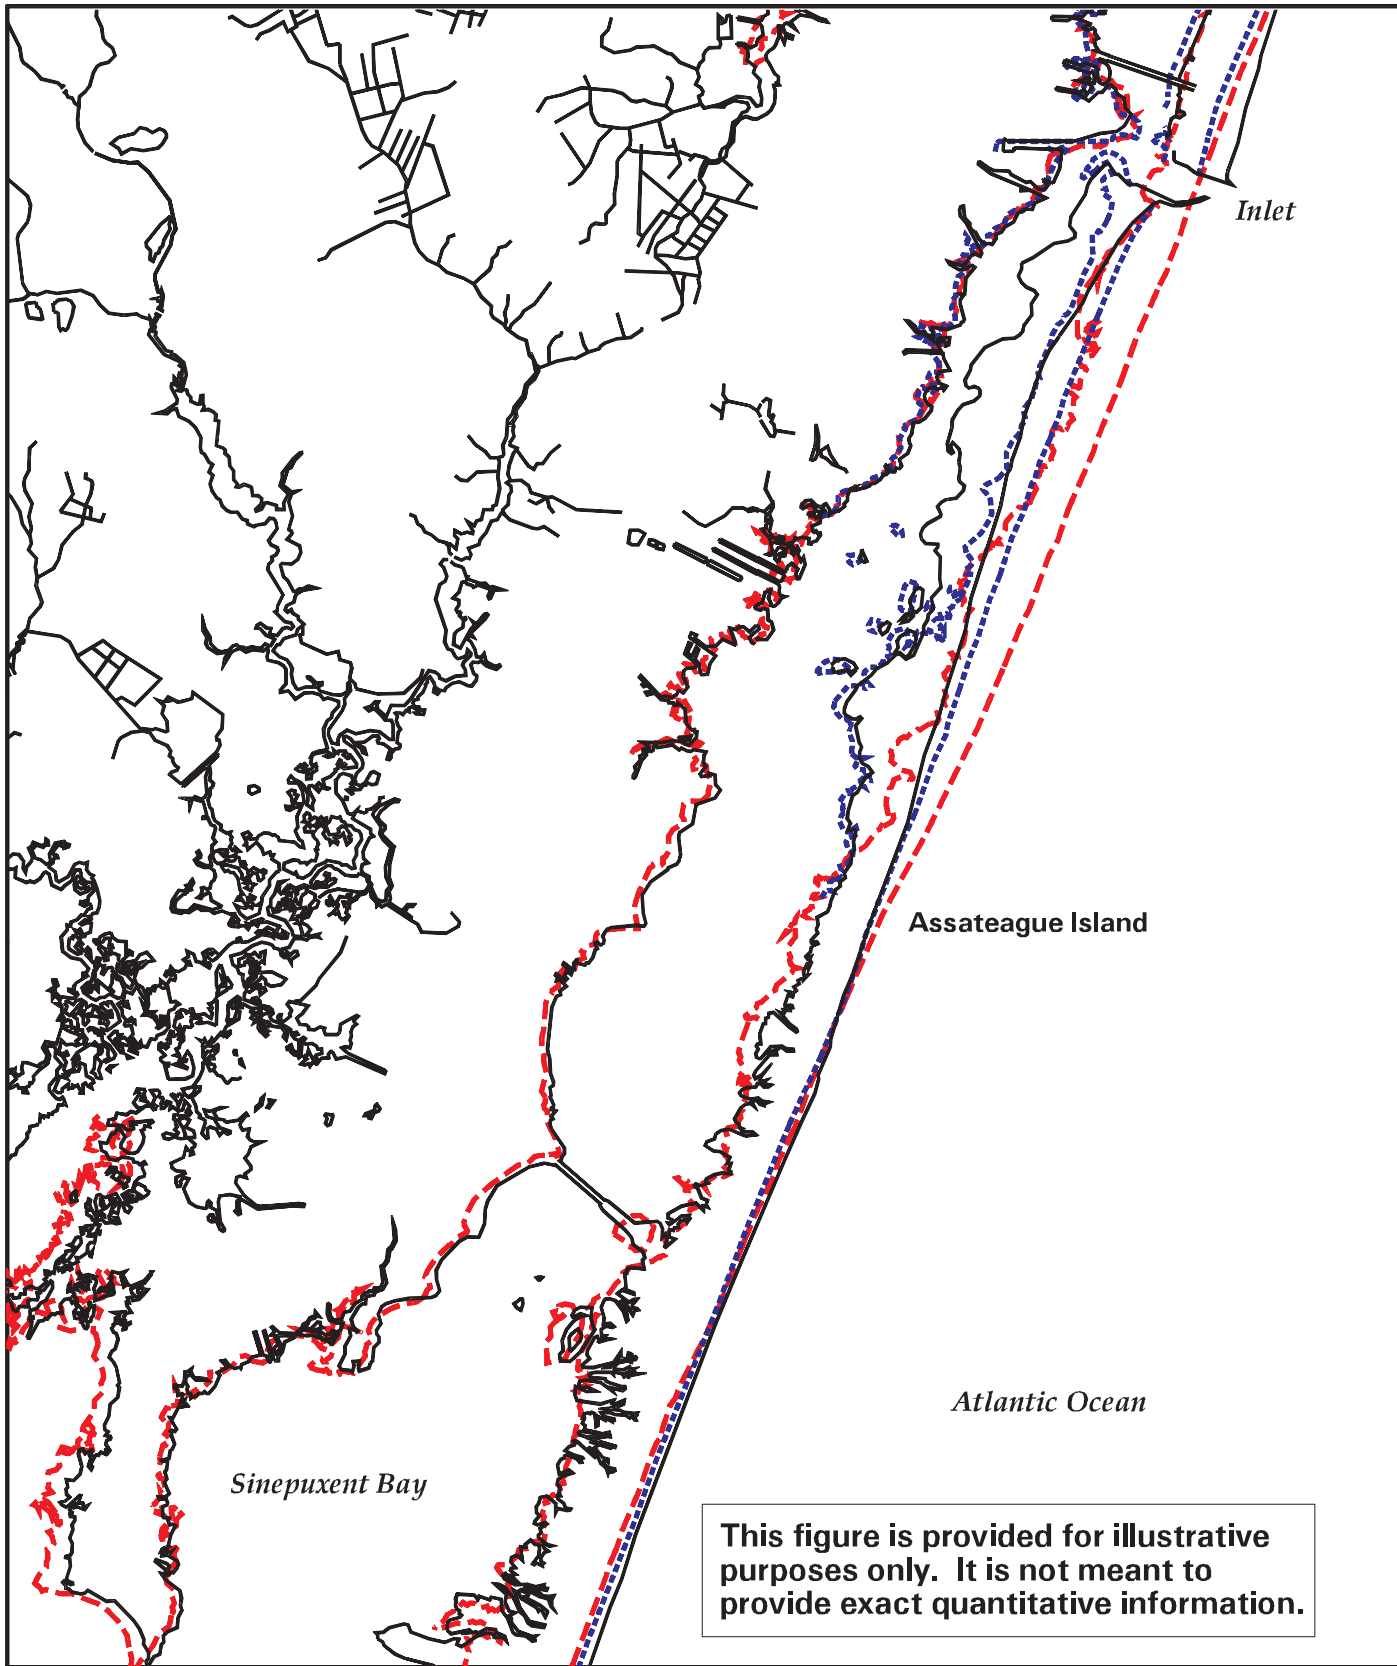 Inlet
Assateague Island
Atlantic Ocean
Sinepuxent Bay
This figure is provided for illustrative
purposes only. It is not meant to
provide exact quantitative information.